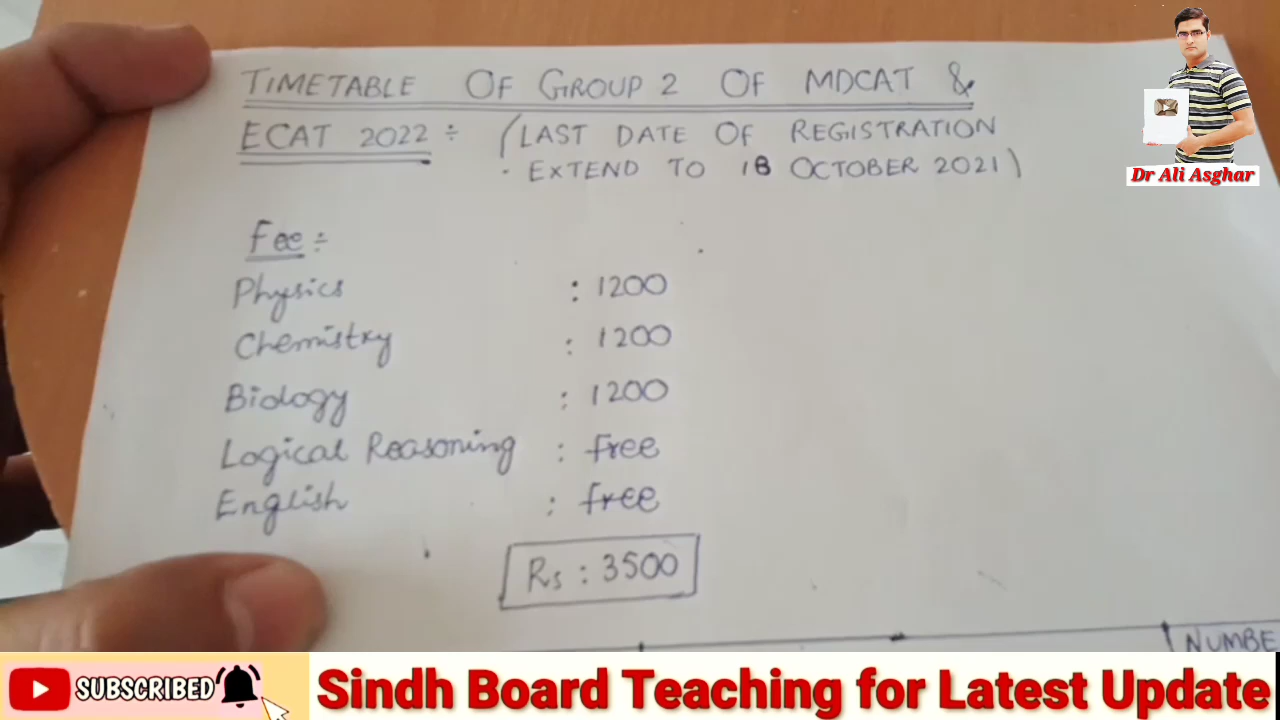 TIMETABLE OF GROUP 2 OF MDCAT &
ECAT 2022 ÷ (LAST DATE OF REGISTRATION
EXTEND TO 18 OCTOBER 2021)
Dr Ali Asghar
Fee ÷
Physics : 1200
Chemistry : 1200
Biology : 1200
Logical Reasoning : free
English : free
Rs : 3500
NUMBE
SUBSCRIBED
Sindh Board Teaching for Latest Update